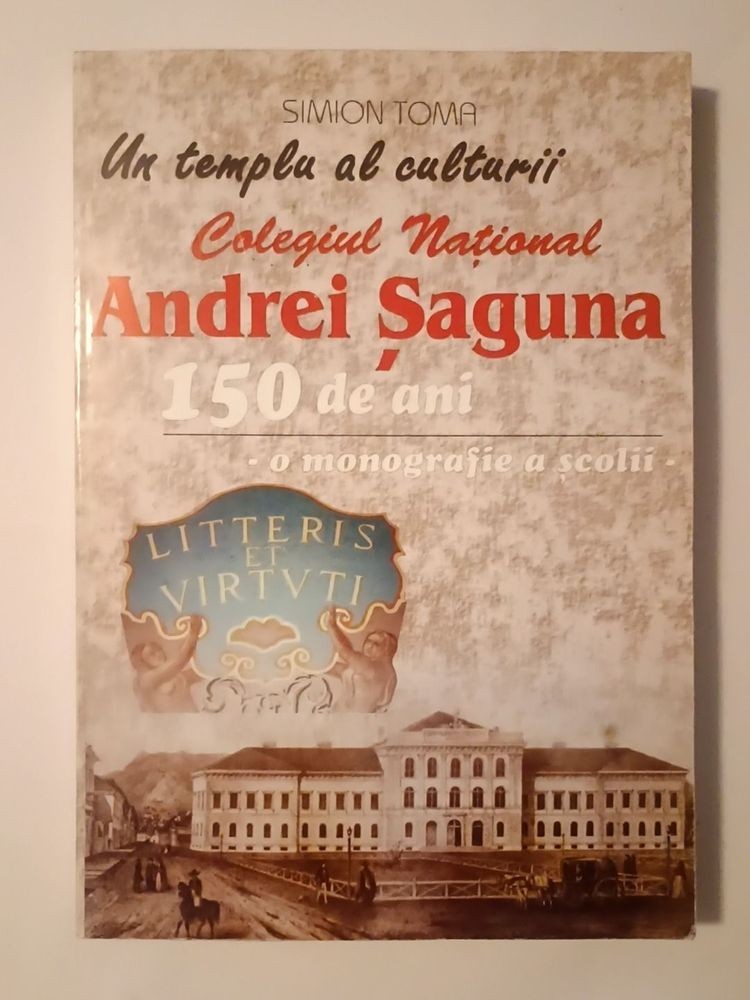 SIMION TOMA
Un templu al culturii
Colegiul Național
Andrei Șaguna
150 de ani
- o monografie a școlii -
LITTERIS
ET
VIRTVTI